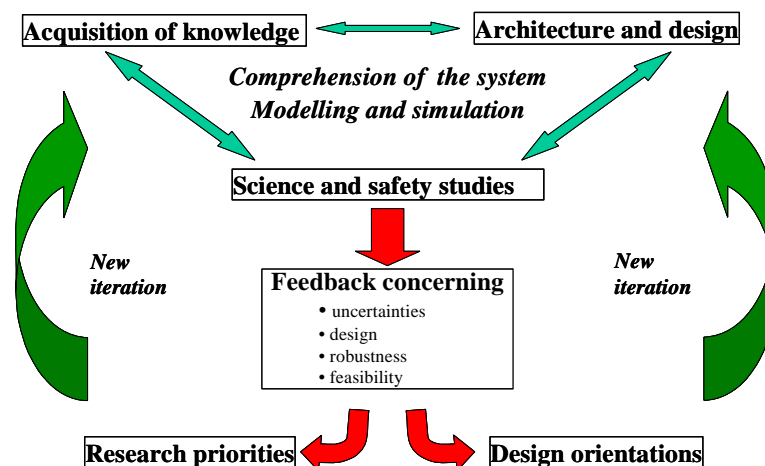 Acquisition of knowledge
Architecture and design
Comprehension of the system
Modelling and simulation
Science and safety studies
New
iteration
Feedback concerning
• uncertainties
• design
• robustness
• feasibility
New
iteration
Research priorities
Design orientations